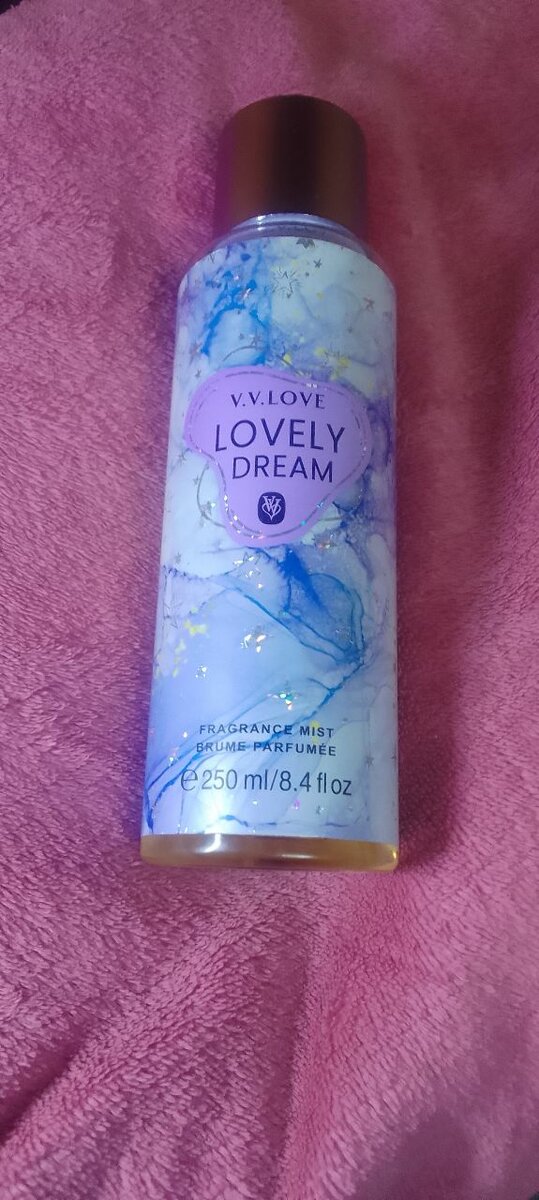 V.V.LOVE
LOVELY
DREAM
FRAGRANCE MIST
BRUME PARFUMÉE
℮ 250 ml/8.4 fl oz